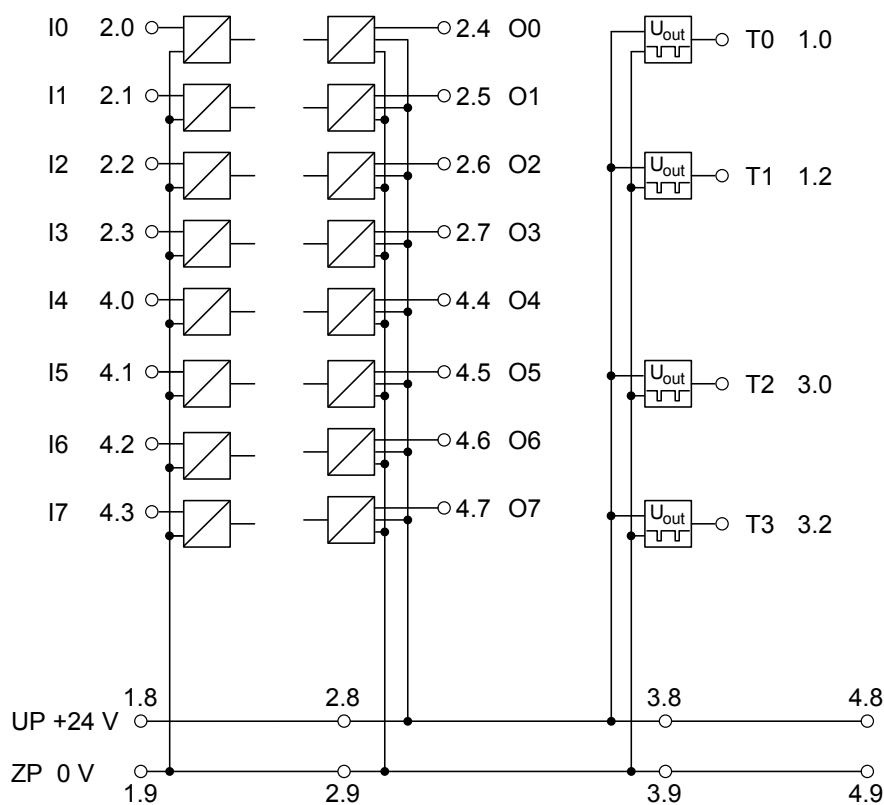 I0 2.0 2.4 O0 Uout T0 1.0
I1 2.1 2.5 O1
I2 2.2 2.6 O2 Uout T1 1.2
I3 2.3 2.7 O3
I4 4.0 4.4 O4
I5 4.1 4.5 O5 Uout T2 3.0
I6 4.2 4.6 O6
I7 4.3 4.7 O7 Uout T3 3.2
1.8 2.8 3.8 4.8
UP +24 V
ZP 0 V
1.9 2.9 3.9 4.9